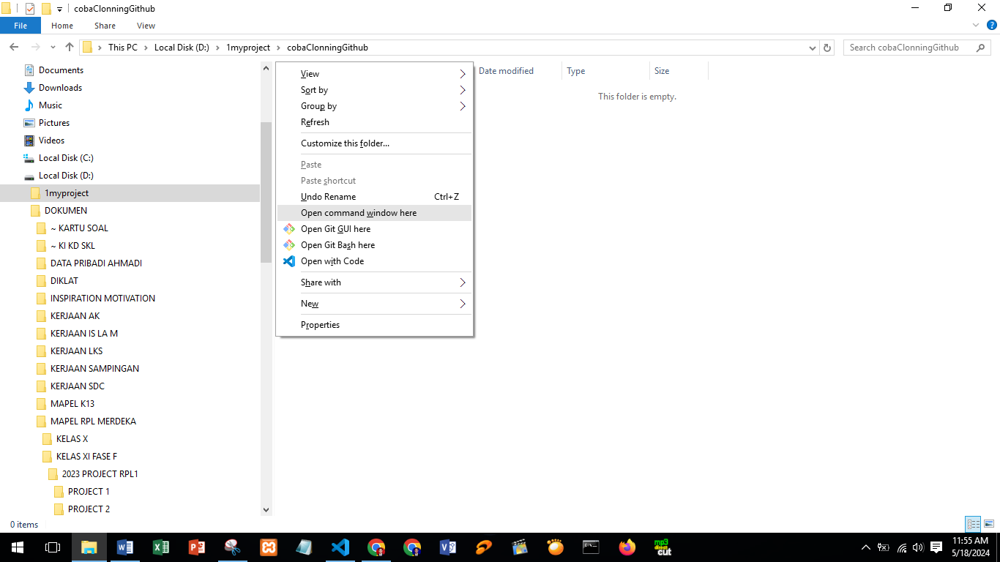 cobaClonningGithub
File Home Share View
This PC Local Disk (D:) 1myproject cobaClonningGithub
Search cobaClonningGithub
Documents
Downloads
Music
Pictures
Videos
Local Disk (C:)
Local Disk (D:)
1myproject
DOKUMEN
~ KARTU SOAL
~ KI KD SKL
DATA PRIBADI AHMADI
DIKLAT
INSPIRATION MOTIVATION
KERJAAN AK
KERJAAN IS LA M
KERJAAN LKS
KERJAAN SAMPINGAN
KERJAAN SDC
MAPEL K13
MAPEL RPL MERDEKA
KELAS X
KELAS XI FASE F
2023 PROJECT RPL1
PROJECT 1
PROJECT 2
View
Sort by
Group by
Refresh
Customize this folder...
Paste
Paste shortcut
Undo Rename Ctrl+Z
Open command window here
Open Git GUI here
Open Git Bash here
Open with Code
Share with
New
Properties
Date modified Type Size
This folder is empty.
0 items
mp3
direct
cut
11:55 AM
5/18/2024